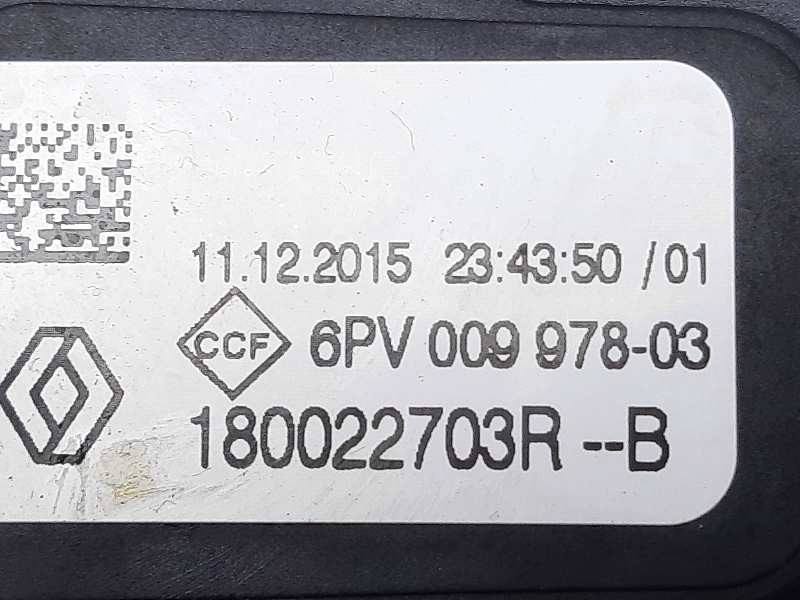 11.12.2015 23:43:50 /01
CCF 6PV 009 978-03
180022703R --B